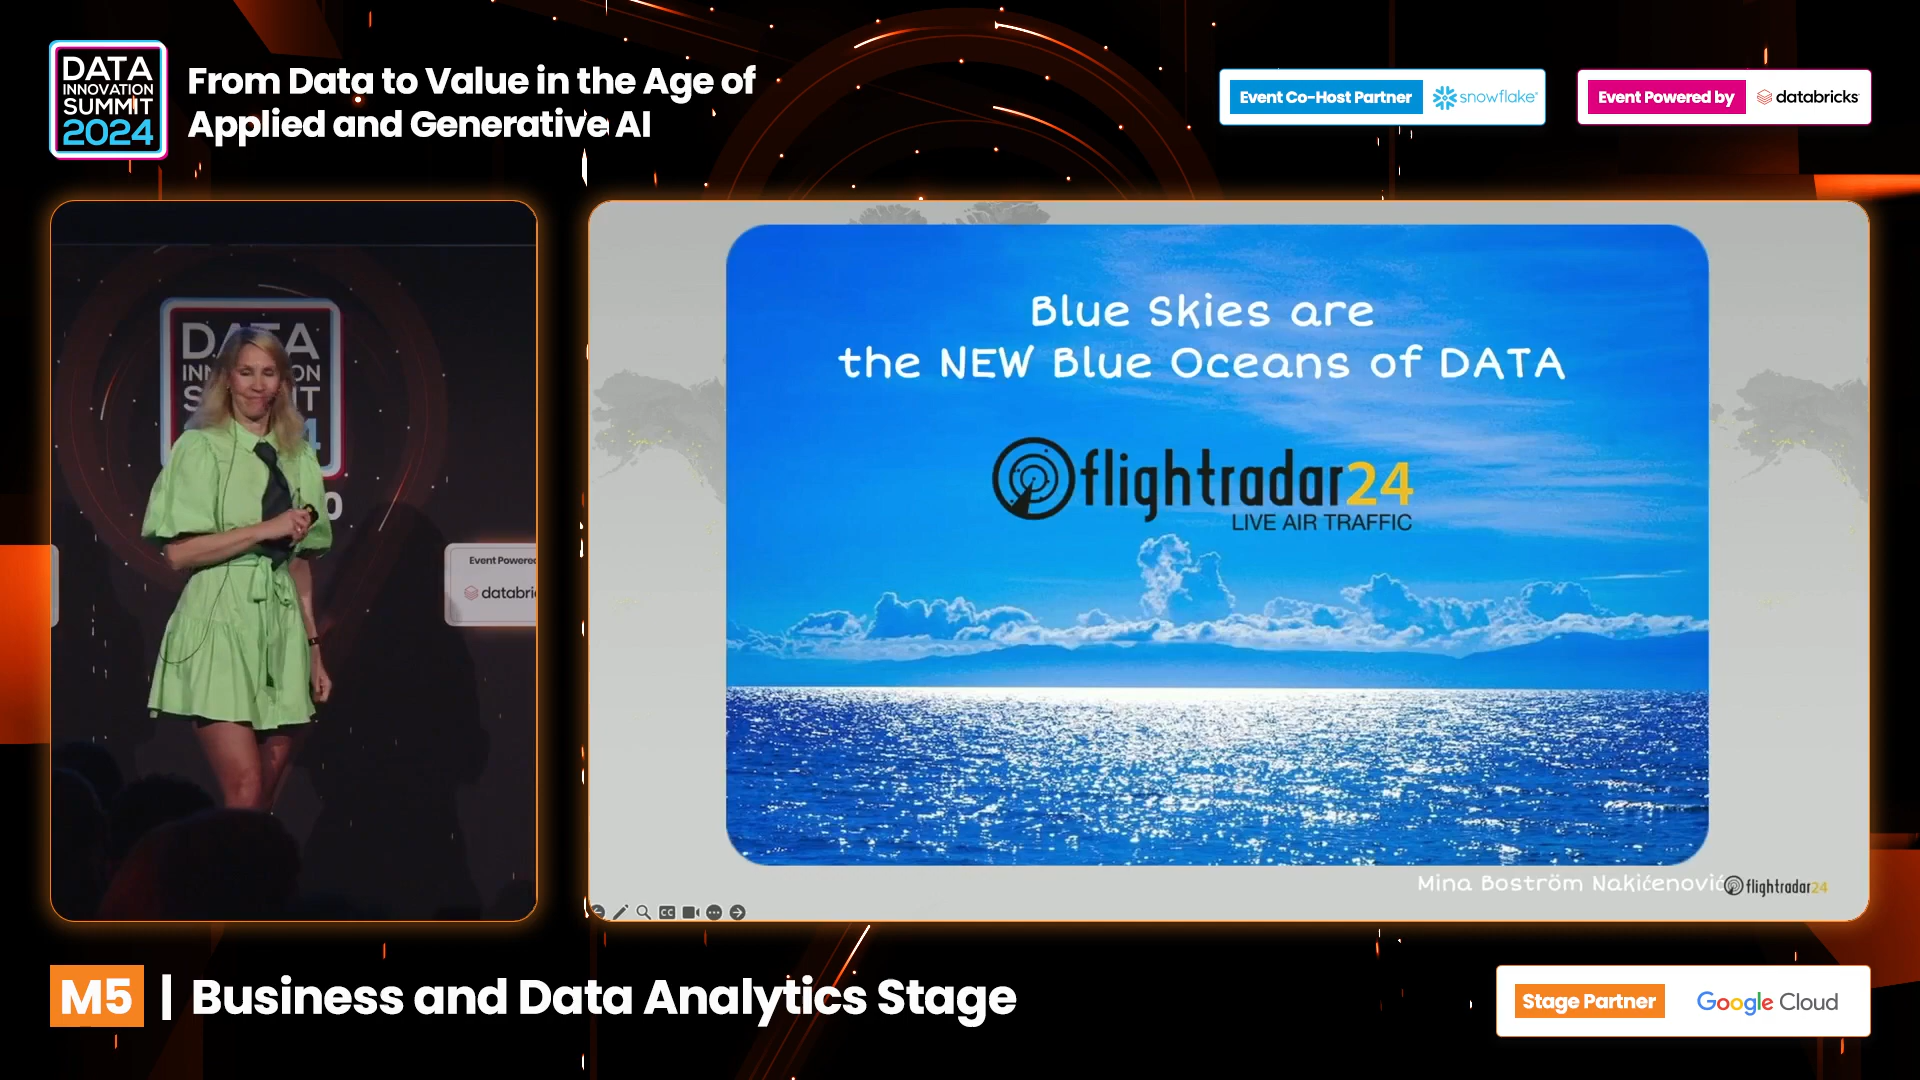 DATA
INNOVATION
SUMMIT
2024
From Data to Value in the Age of
Applied and Generative AI
Event Co-Host Partner
snowflake
Event Powered by
databricks
DATA
Event Powered
databri
Blue Skies are
the NEW Blue Oceans of DATA
flightradar24
LIVE AIR TRAFFIC
Mina Boström Nakićenović
flightradar24
CC
M5 | Business and Data Analytics Stage
Stage Partner
Google Cloud